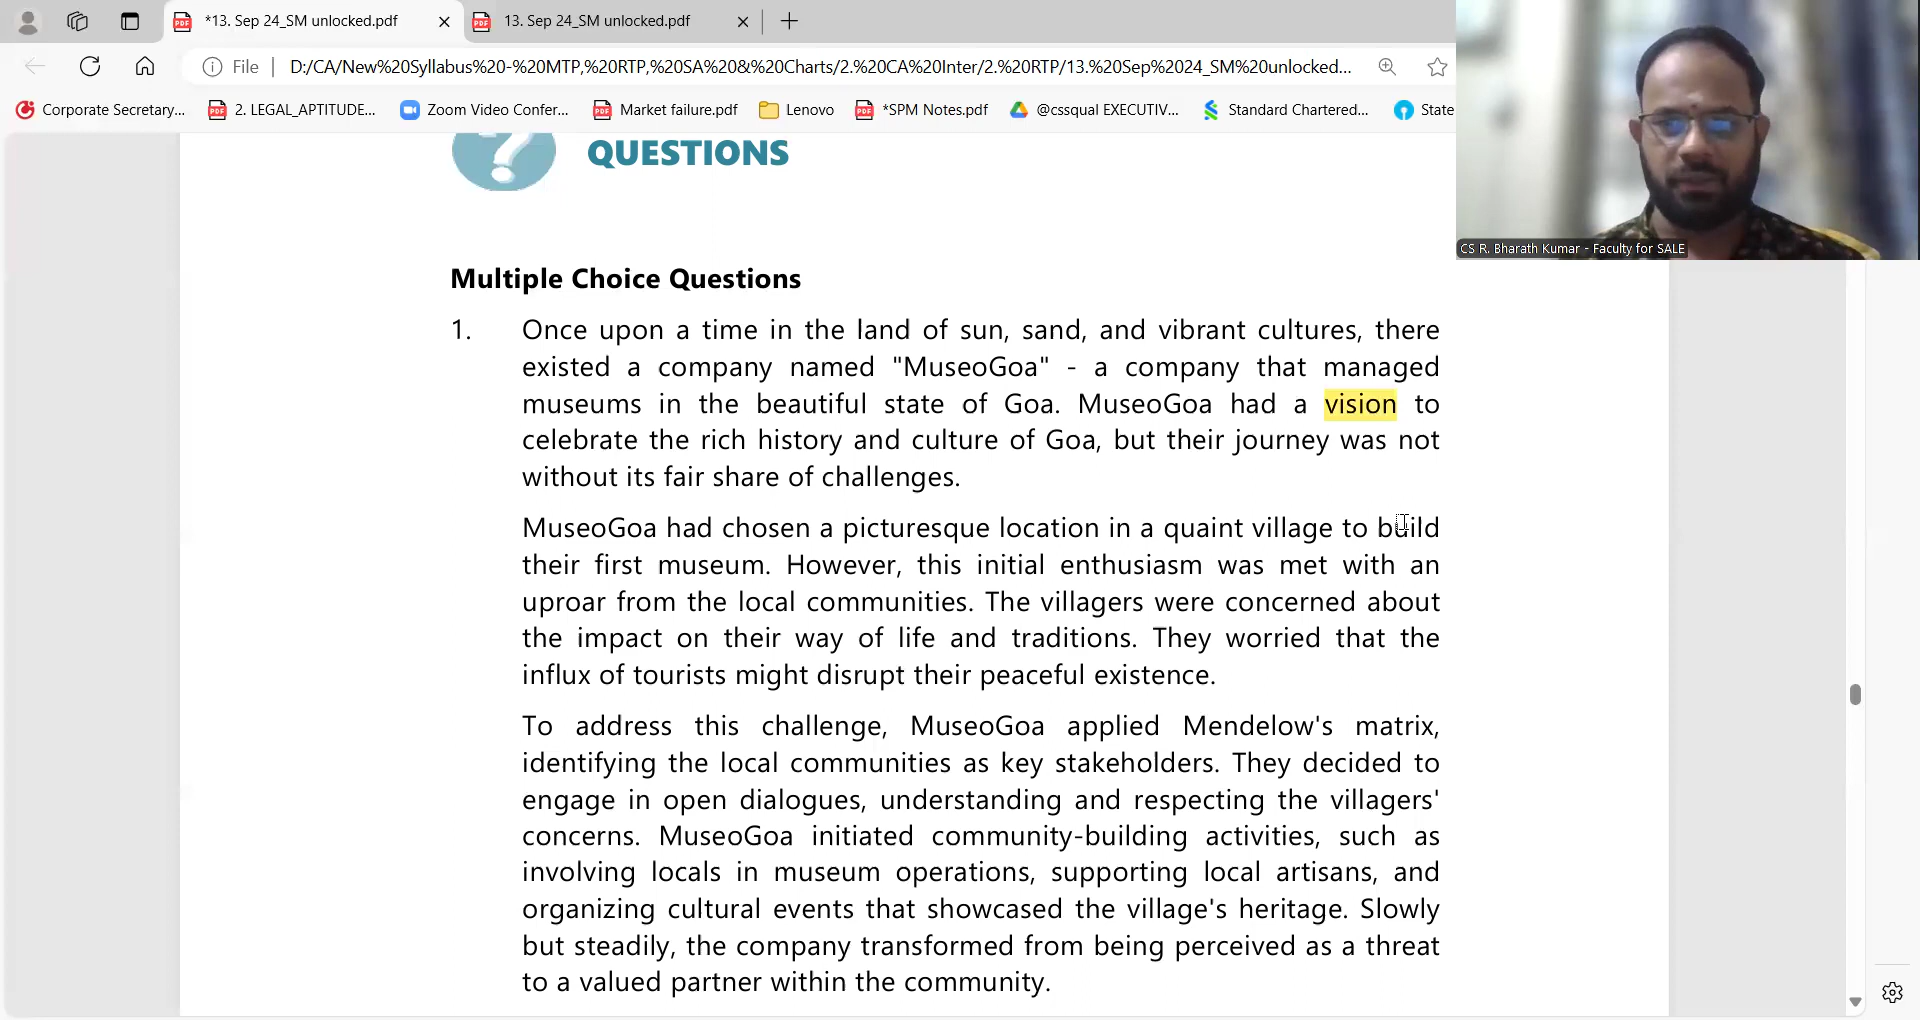 *13. Sep 24_SM unlocked.pdf
13. Sep 24_SM unlocked.pdf
File
D:/CA/New%20Syllabus%20-%20MTP,%20RTP,%20SA%20&%20Charts/2.%20CA%20Inter/2.%20RTP/13.%20Sep%2024_SM%20unlocked...
Corporate Secretary...
2. LEGAL_APTITUDE...
Zoom Video Confer...
Market failure.pdf
Lenovo
*SPM Notes.pdf
@cssqual EXECUTIV...
Standard Chartered...
State
CS R. Bharath Kumar - Faculty for SALE
?
QUESTIONS
Multiple Choice Questions
1. Once upon a time in the land of sun, sand, and vibrant cultures, there
existed a company named "MuseoGoa" - a company that managed
museums in the beautiful state of Goa. MuseoGoa had a vision to
celebrate the rich history and culture of Goa, but their journey was not
without its fair share of challenges.
MuseoGoa had chosen a picturesque location in a quaint village to build
their first museum. However, this initial enthusiasm was met with an
uproar from the local communities. The villagers were concerned about
the impact on their way of life and traditions. They worried that the
influx of tourists might disrupt their peaceful existence.
To address this challenge, MuseoGoa applied Mendelow's matrix,
identifying the local communities as key stakeholders. They decided to
engage in open dialogues, understanding and respecting the villagers'
concerns. MuseoGoa initiated community-building activities, such as
involving locals in museum operations, supporting local artisans, and
organizing cultural events that showcased the village's heritage. Slowly
but steadily, the company transformed from being perceived as a threat
to a valued partner within the community.